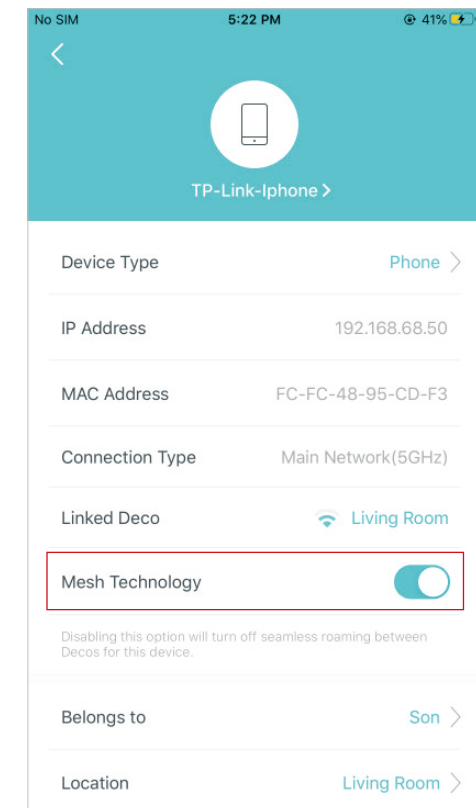 No SIM 5:22 PM 41%
TP-Link-Iphone >
Device Type Phone >
IP Address 192.168.68.50
MAC Address FC-FC-48-95-CD-F3
Connection Type Main Network(5GHz)
Linked Deco Living Room
Mesh Technology
Disabling this option will turn off seamless roaming between
Decos for this device.
Belongs to Son >
Location Living Room >